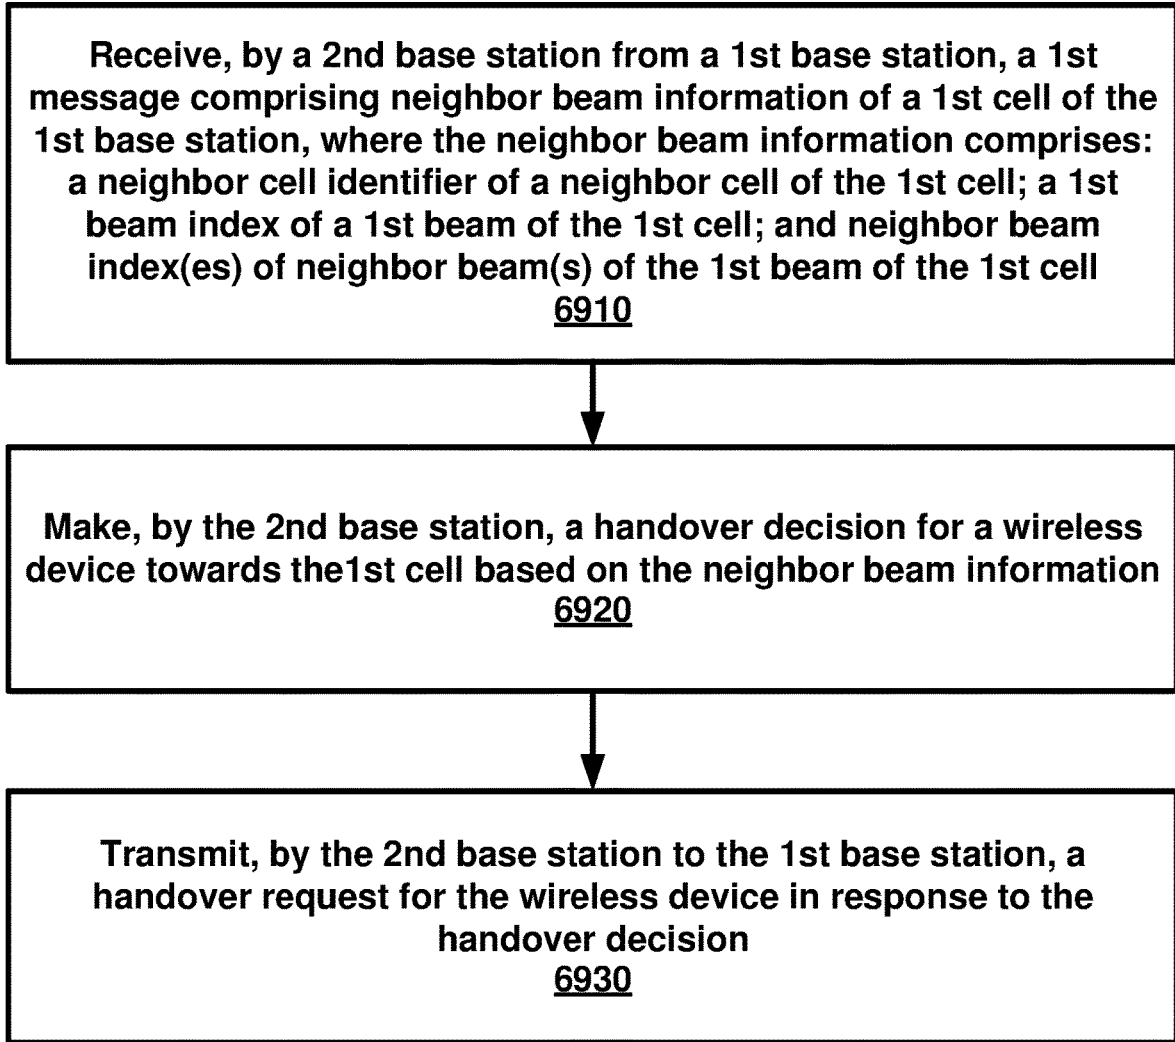 Receive, by a 2nd base station from a 1st base station, a 1st
message comprising neighbor beam information of a 1st cell of the
1st base station, where the neighbor beam information comprises:
a neighbor cell identifier of a neighbor cell of the 1st cell; a 1st
beam index of a 1st beam of the 1st cell; and neighbor beam
index(es) of neighbor beam(s) of the 1st beam of the 1st cell
6910
Make, by the 2nd base station, a handover decision for a wireless
device towards the1st cell based on the neighbor beam information
6920
Transmit, by the 2nd base station to the 1st base station, a
handover request for the wireless device in response to the
handover decision
6930